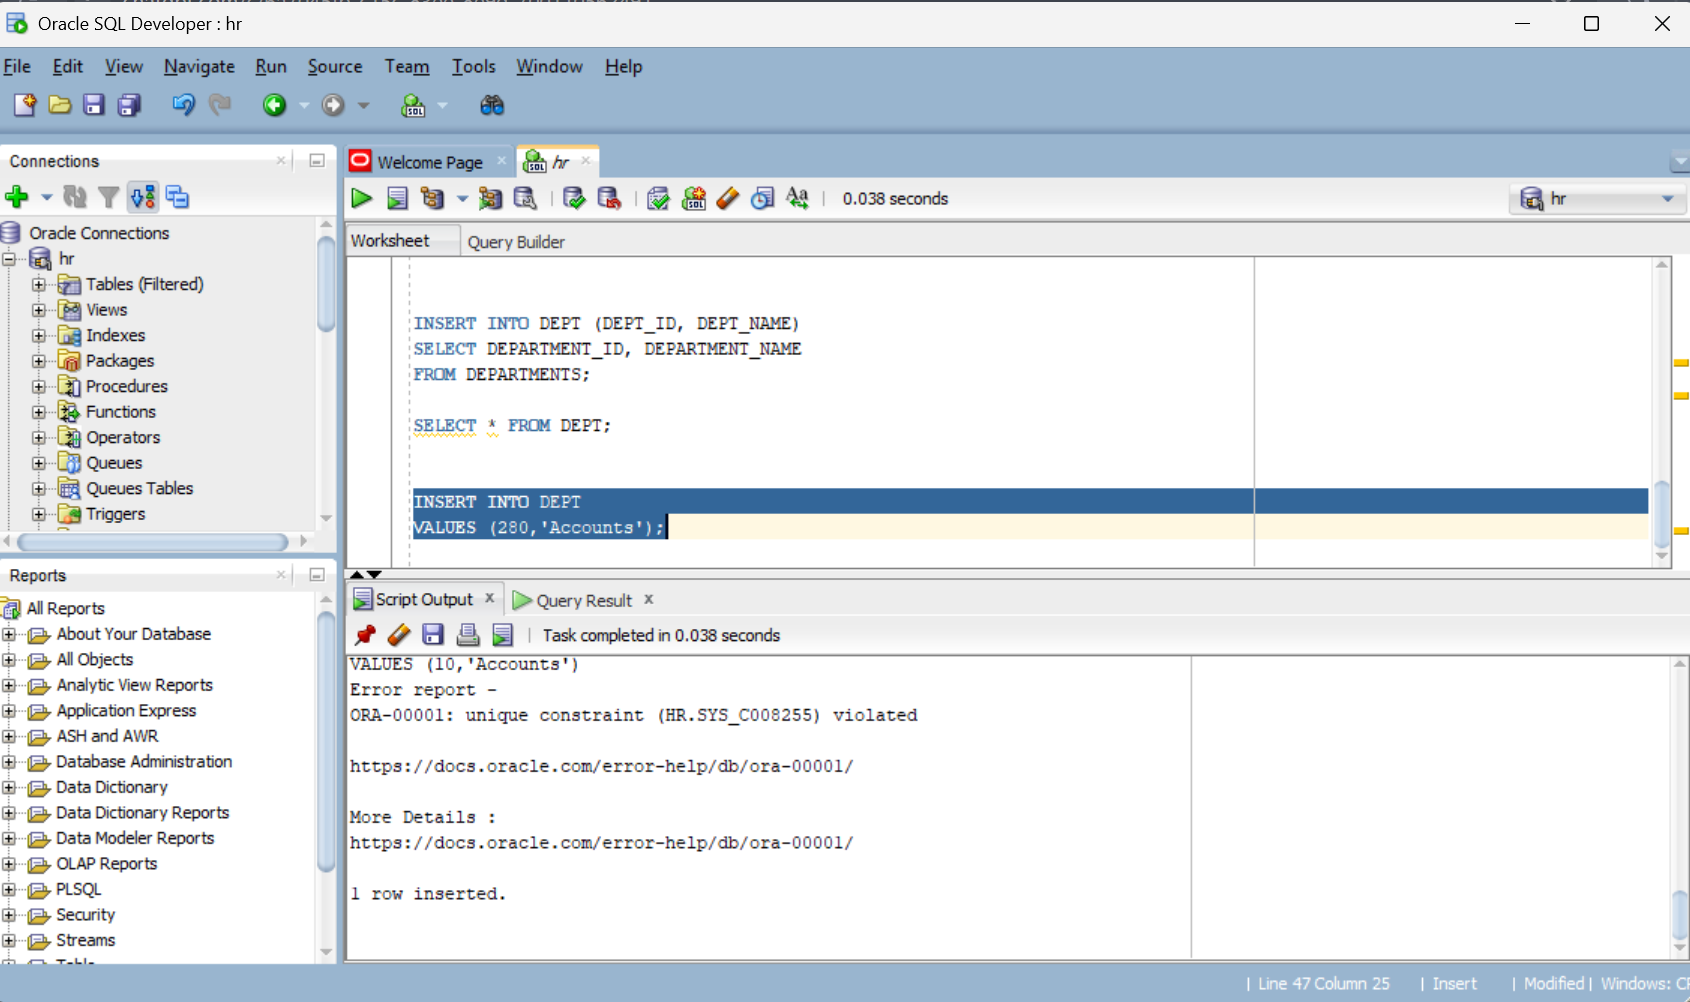 Oracle SQL Developer : hr
File Edit View Navigate Run Source Team Tools Window Help
Connections
Oracle Connections
hr
Tables (Filtered)
Views
Indexes
Packages
Procedures
Functions
Operators
Queues
Queues Tables
Triggers
Reports
All Reports
About Your Database
All Objects
Analytic View Reports
Application Express
ASH and AWR
Database Administration
Data Dictionary
Data Dictionary Reports
Data Modeler Reports
OLAP Reports
PLSQL
Security
Streams
Welcome Page
hr
0.038 seconds
hr
Worksheet Query Builder
INSERT INTO DEPT (DEPT_ID, DEPT_NAME)
SELECT DEPARTMENT_ID, DEPARTMENT_NAME
FROM DEPARTMENTS;
SELECT * FROM DEPT;
INSERT INTO DEPT
VALUES (280,'Accounts');
Script Output x Query Result x
Task completed in 0.038 seconds
VALUES (10,'Accounts')
Error report -
ORA-00001: unique constraint (HR.SYS_C008255) violated
https://docs.oracle.com/error-help/db/ora-00001/
More Details :
https://docs.oracle.com/error-help/db/ora-00001/
1 row inserted.
| Line 47 Column 25 | Insert | Modified | Windows: